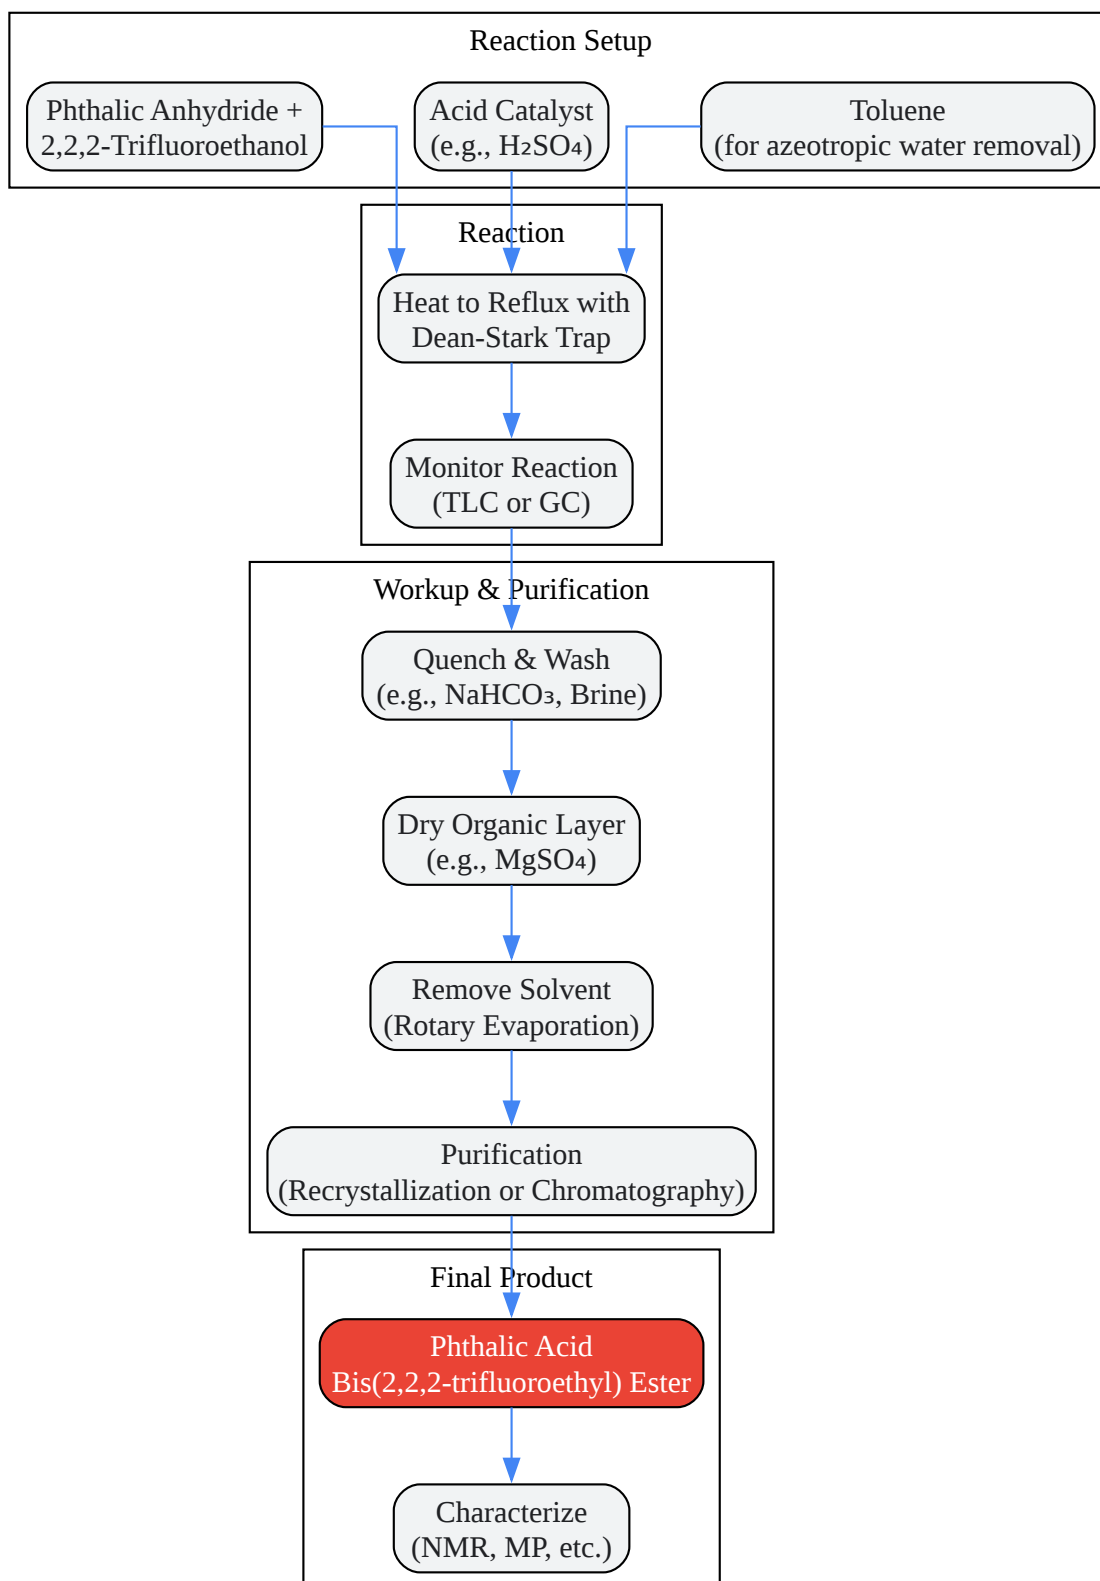 Reaction Setup
Phthalic Anhydride +
2,2,2-Trifluoroethanol
Acid Catalyst
(e.g., H₂SO₄)
Toluene
(for azeotropic water removal)
Reaction
Heat to Reflux with
Dean-Stark Trap
Monitor Reaction
(TLC or GC)
Workup & Purification
Quench & Wash
(e.g., NaHCO₃, Brine)
Dry Organic Layer
(e.g., MgSO₄)
Remove Solvent
(Rotary Evaporation)
Purification
(Recrystallization or Chromatography)
Final Product
Phthalic Acid
Bis(2,2,2-trifluoroethyl) Ester
Characterize
(NMR, MP, etc.)